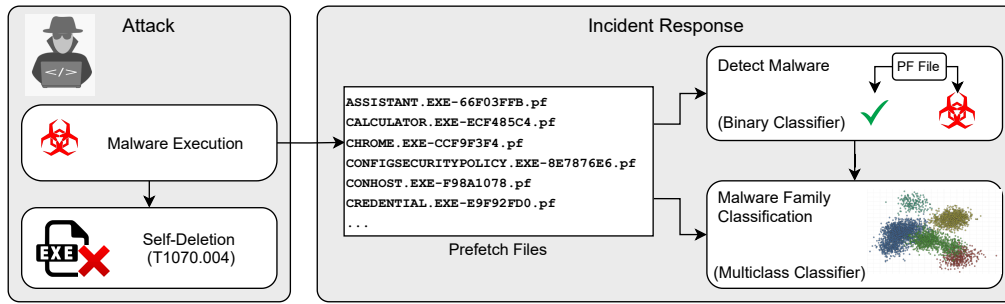 Attack
</>
Malware Execution
EXE
Self-Deletion
(T1070.004)
Incident Response
ASSISTANT.EXE-66F03FFB.pf
CALCULATOR.EXE-ECF485C4.pf
CHROME.EXE-CCF9F3F4.pf
CONFIGSECURITYPOLICY.EXE-8E7876E6.pf
CONHOST.EXE-F98A1078.pf
CREDENTIAL.EXE-E9F92FD0.pf
...
Prefetch Files
Detect Malware
PF File
(Binary Classifier)
Malware Family
Classification
(Multiclass Classifier)